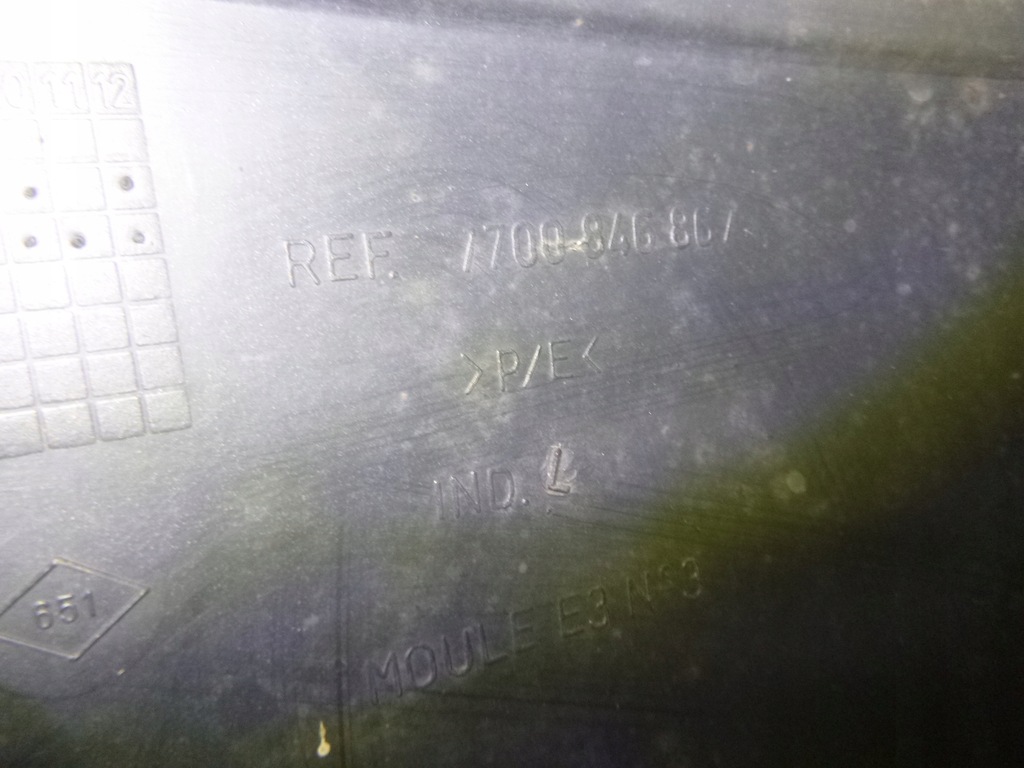 11 12
REF. 7700 846 867
>P/E<
IND. L
651
MOULE E3 N°3